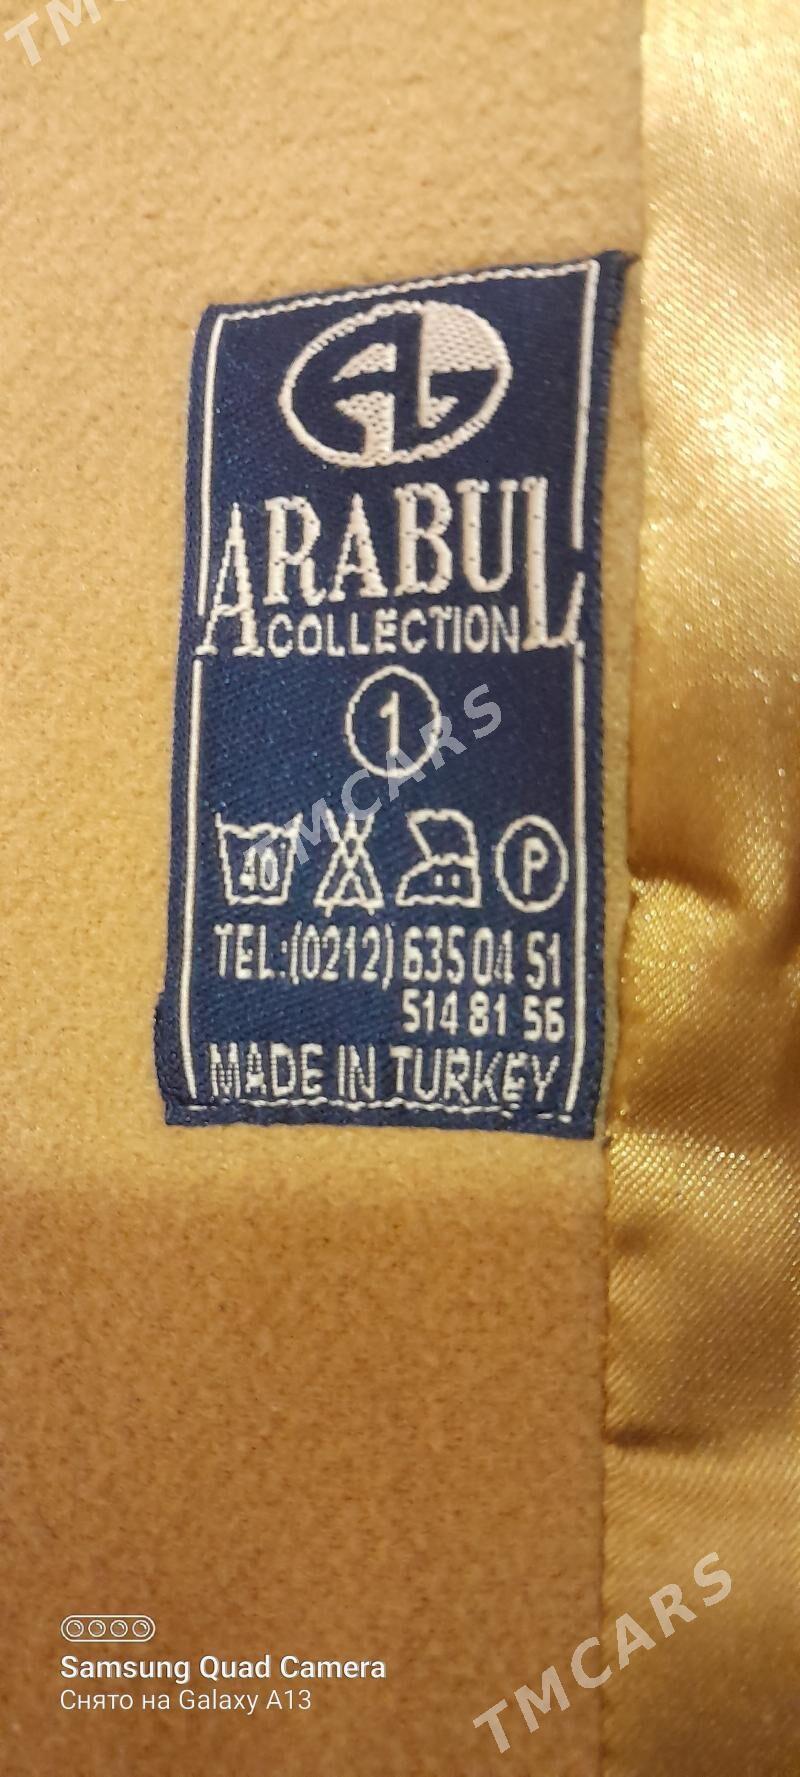 TMCARS
ARABUL
COLLECTION
1
TMCARS
40
P
TEL:(0212) 635 04 51
514 81 56
MADE IN TURKEY
TMCARS
Samsung Quad Camera
Снято на Galaxy A13